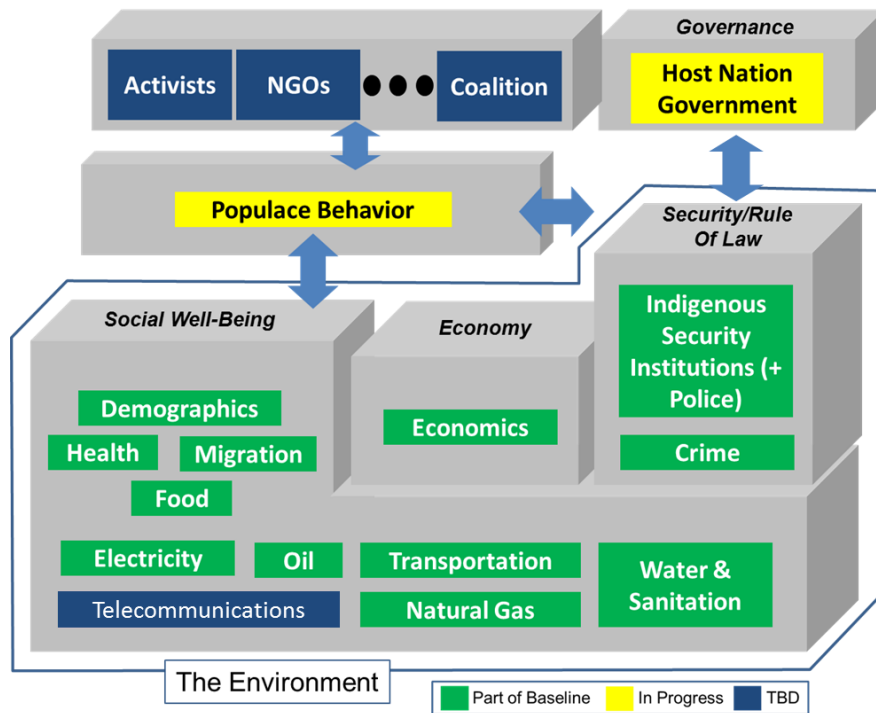 Governance
Activists
NGOs
Coalition
Host Nation
Government
Populace Behavior
Security/Rule
Of Law
Social Well-Being
Economy
Indigenous
Security
Institutions (+
Police)
Demographics
Economics
Health
Migration
Crime
Food
Electricity
Oil
Transportation
Water &
Sanitation
Telecommunications
Natural Gas
The Environment
Part of Baseline
In Progress
TBD